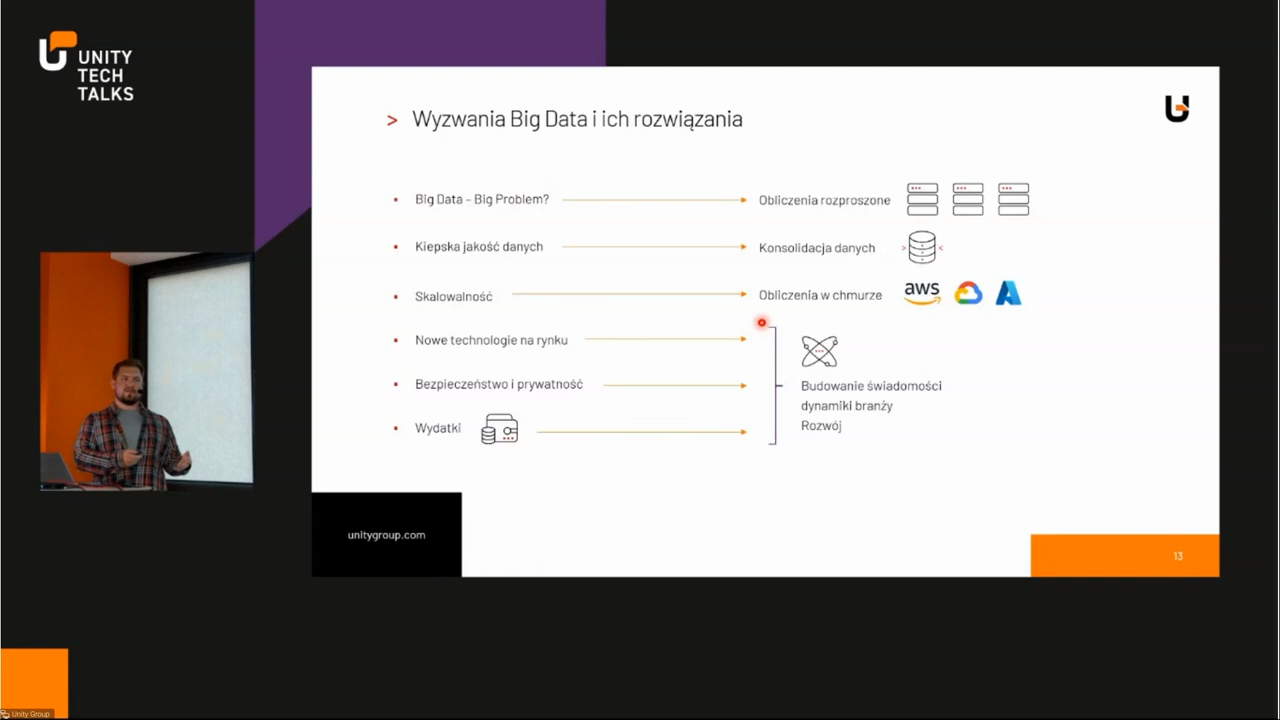 UNITY
TECH
TALKS
> Wyzwania Big Data i ich rozwiązania
Big Data – Big Problem?
Obliczenia rozproszone
Kiepska jakość danych
Konsolidacja danych
Skalowalność
Obliczenia w chmurze
aws
Nowe technologie na rynku
Bezpieczeństwo i prywatność
Wydatki
Budowanie świadomości
dynamiki branży
Rozwój
unitygroup.com
13
Unity Group